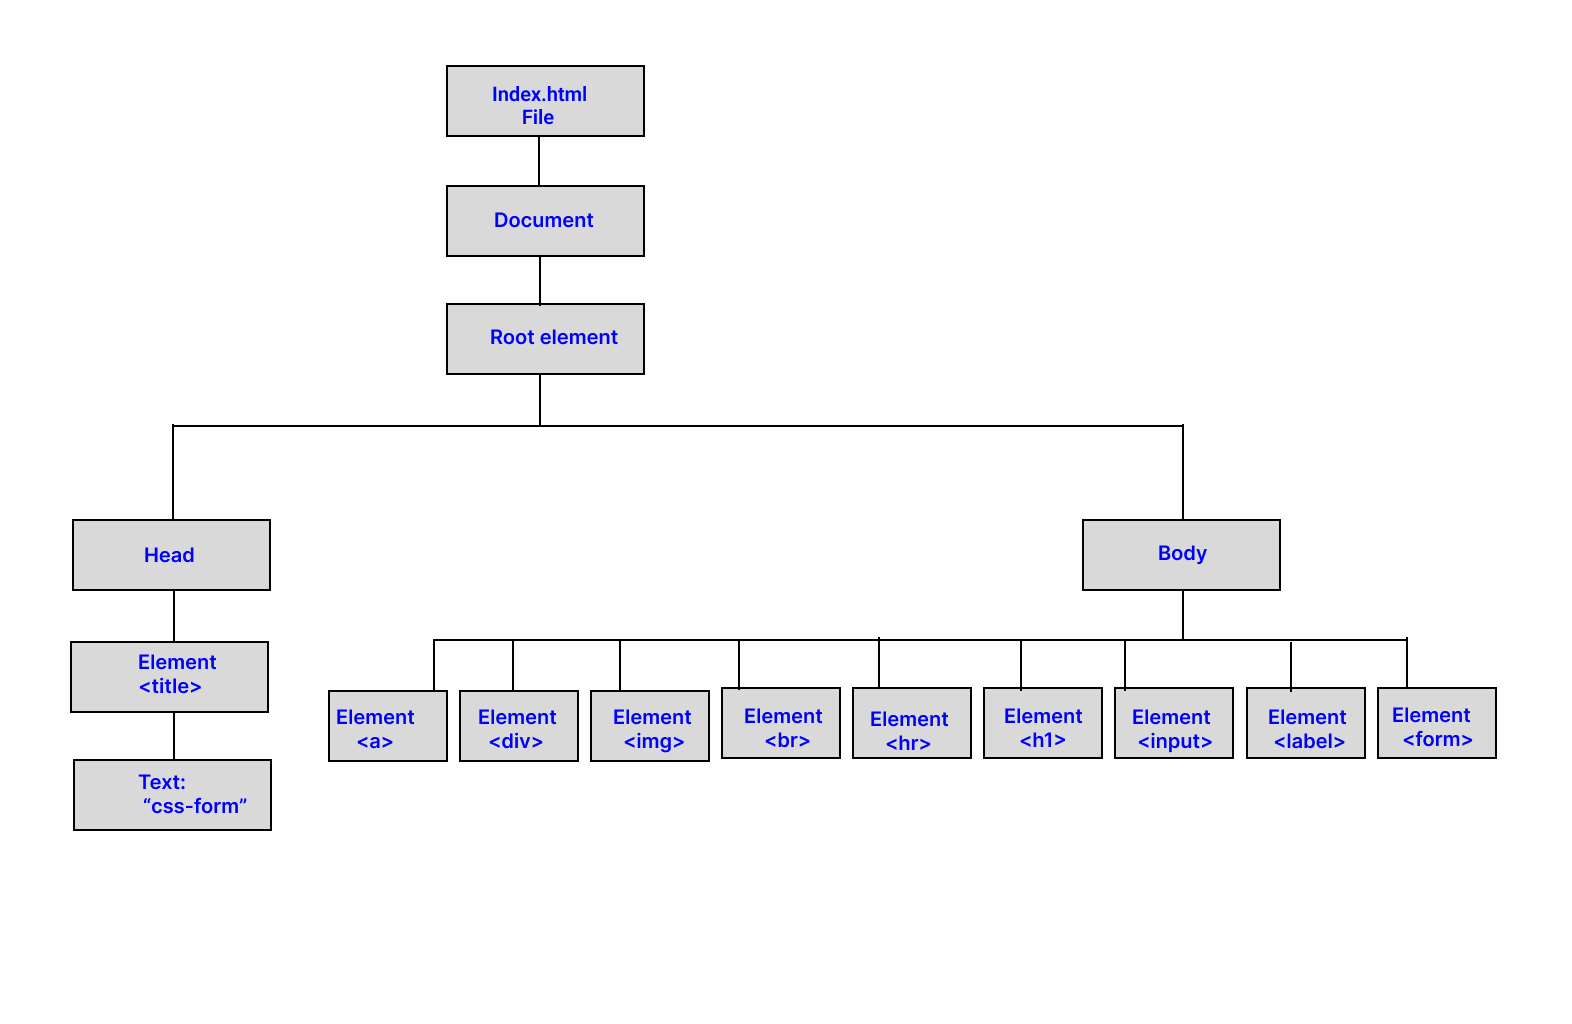 Index.html
File
Document
Root element
Head
Body
Element
<title>
Text:
“css-form”
Element
<a>
Element
<div>
Element
<img>
Element
<br>
Element
<hr>
Element
<h1>
Element
<input>
Element
<label>
Element
<form>